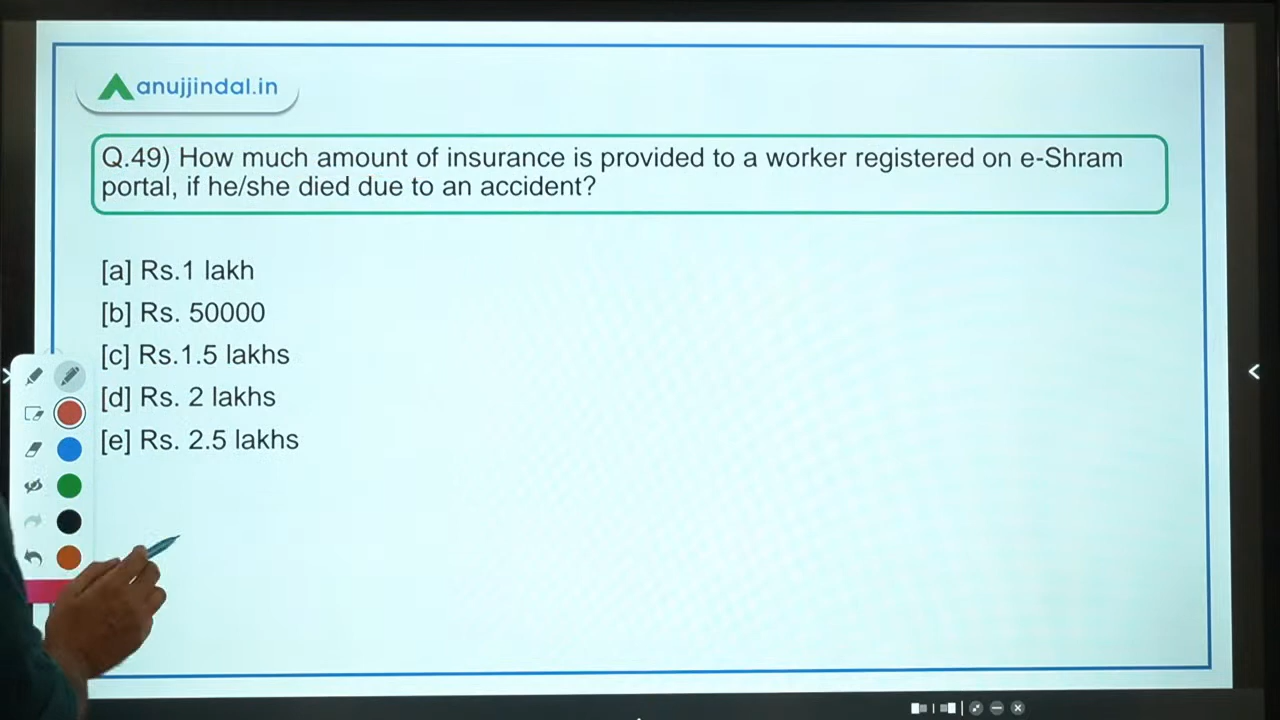 anujjindal.in
Q.49) How much amount of insurance is provided to a worker registered on e-Shram
portal, if he/she died due to an accident?
[a] Rs.1 lakh
[b] Rs. 50000
[c] Rs.1.5 lakhs
[d] Rs. 2 lakhs
[e] Rs. 2.5 lakhs